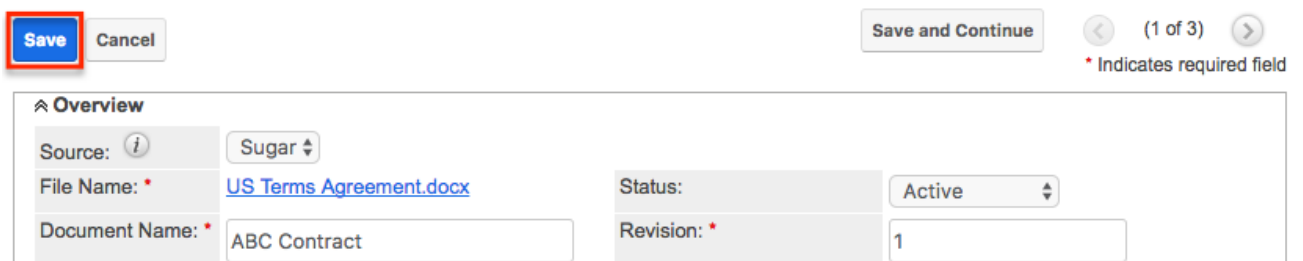 Save Cancel Save and Continue (1 of 3)
* Indicates required field
Overview
Source: i Sugar
File Name: * US Terms Agreement.docx Status: Active
Document Name: * ABC Contract Revision: * 1